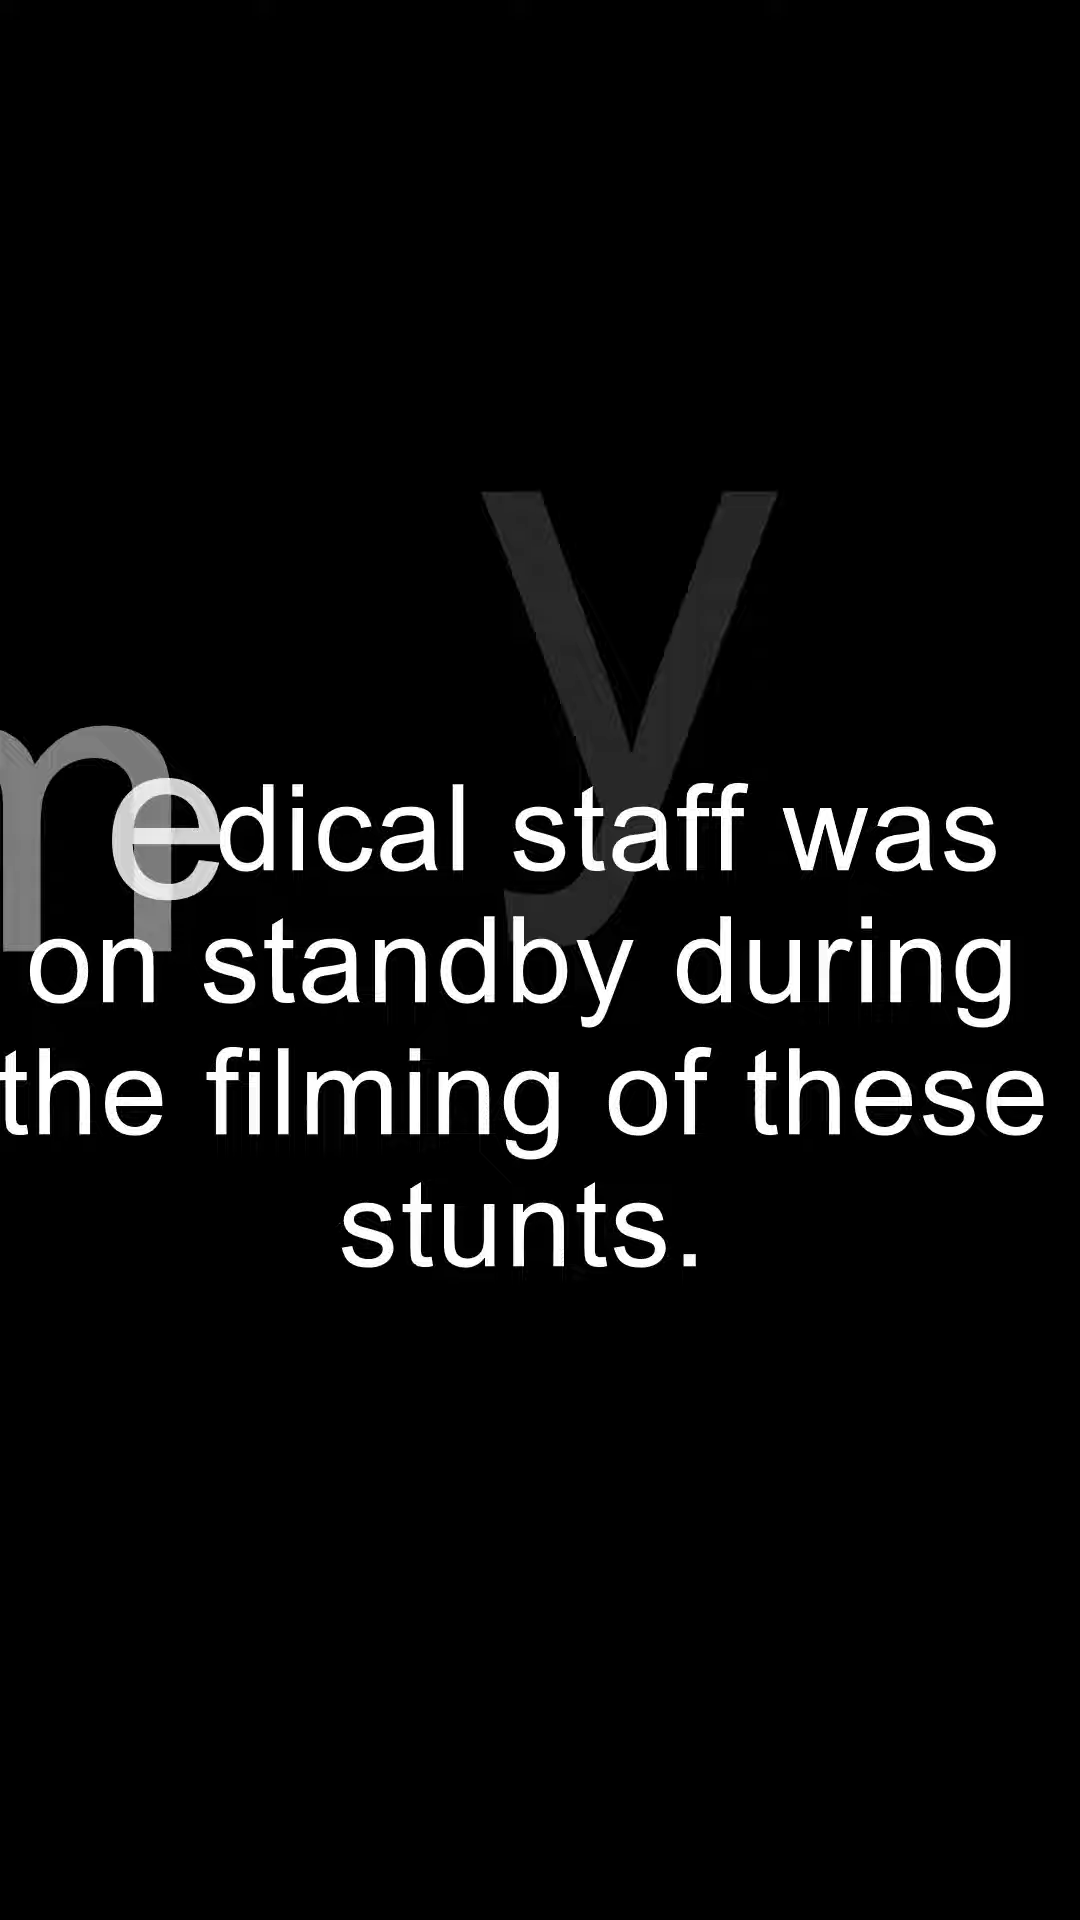 y
medical staff was
on standby during
the filming of these
stunts.